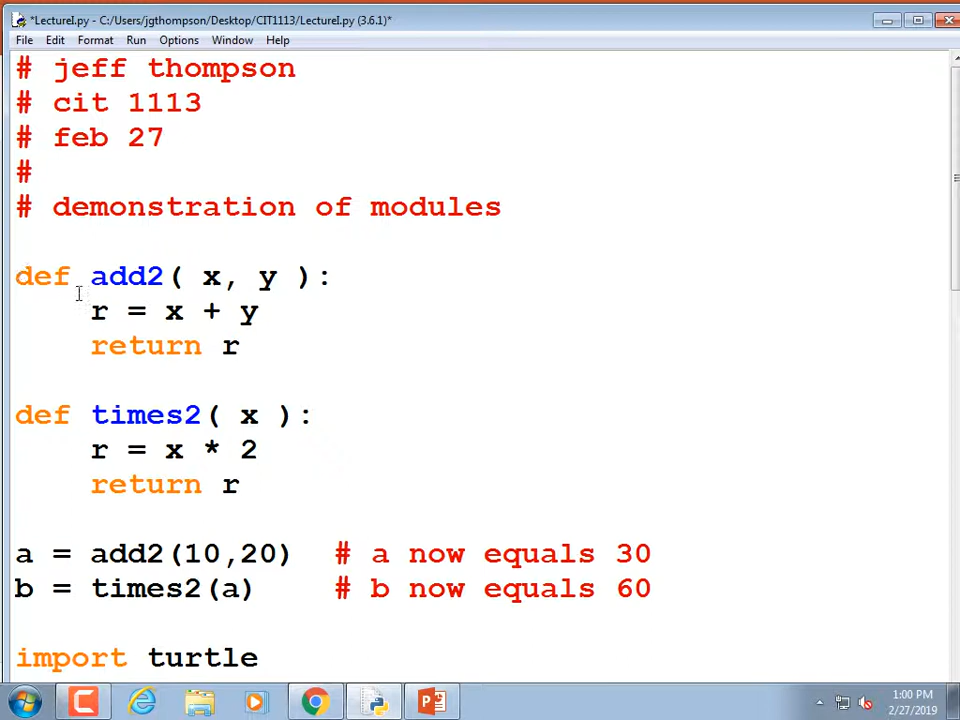 *LectureI.py - C:/Users/jgthompson/Desktop/CIT1113/LectureI.py (3.6.1)*
File Edit Format Run Options Window Help
# jeff thompson
# cit 1113
# feb 27
#
# demonstration of modules
def add2( x, y ):
r = x + y
return r
def times2( x ):
r = x * 2
return r
a = add2(10,20) # a now equals 30
b = times2(a) # b now equals 60
import turtle
1:00 PM
2/27/2019